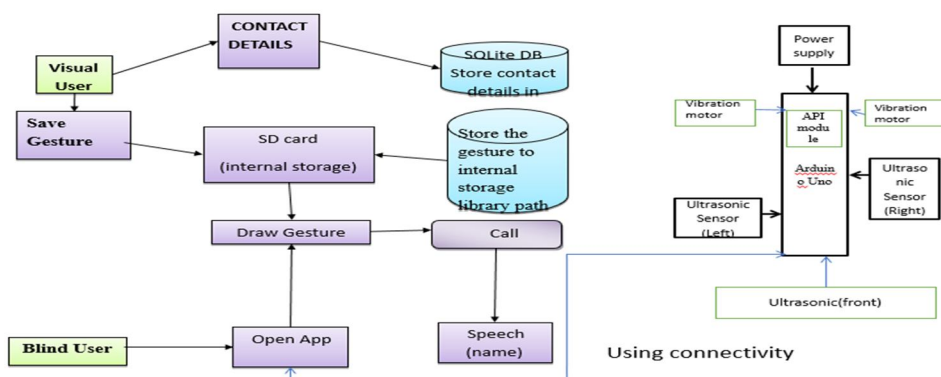 CONTACT
DETAILS
Visual
User
SQLite DB
Store contact
details in
Save
Gesture
SD card
(internal storage)
Store the
gesture to
internal
storage
library path
Draw Gesture
Call
Blind User
Open App
Speech
(name)
Power
supply
Vibration
motor
API
modu
le
Vibration
motor
Arduin
o Uno
Ultraso
nic
Sensor
(Right)
Ultrasonic
Sensor
(Left)
Ultrasonic(front)
Using connectivity